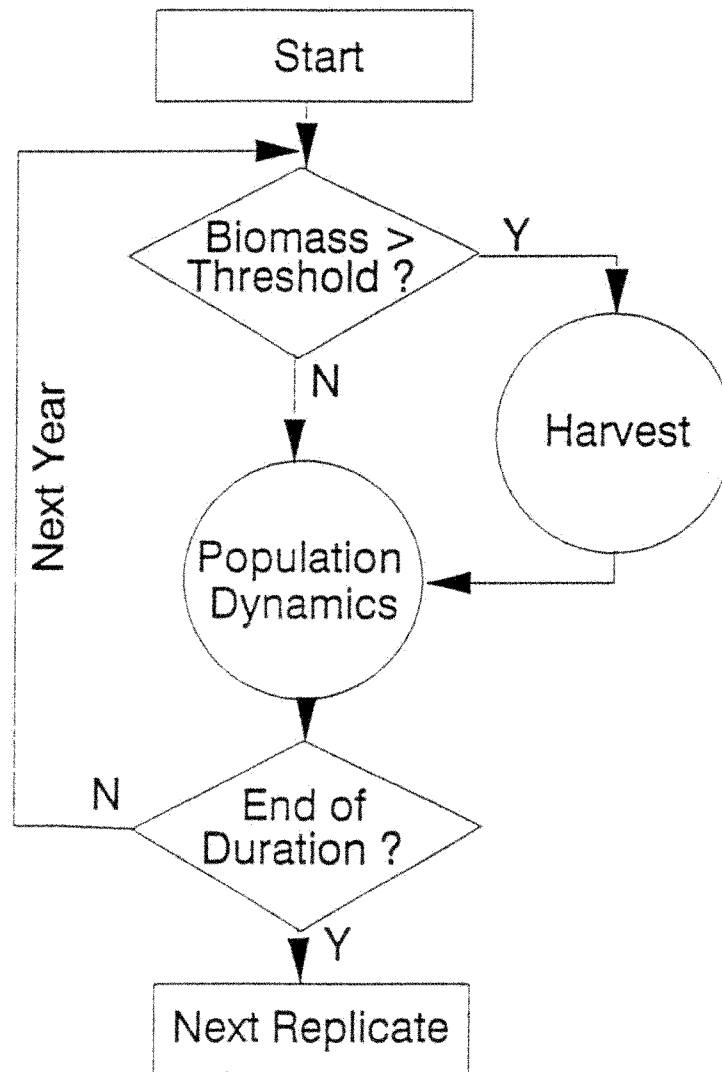 Start
Biomass >
Threshold ?
Y
N
Harvest
Next Year
Population
Dynamics
N
End of
Duration ?
Y
Next Replicate